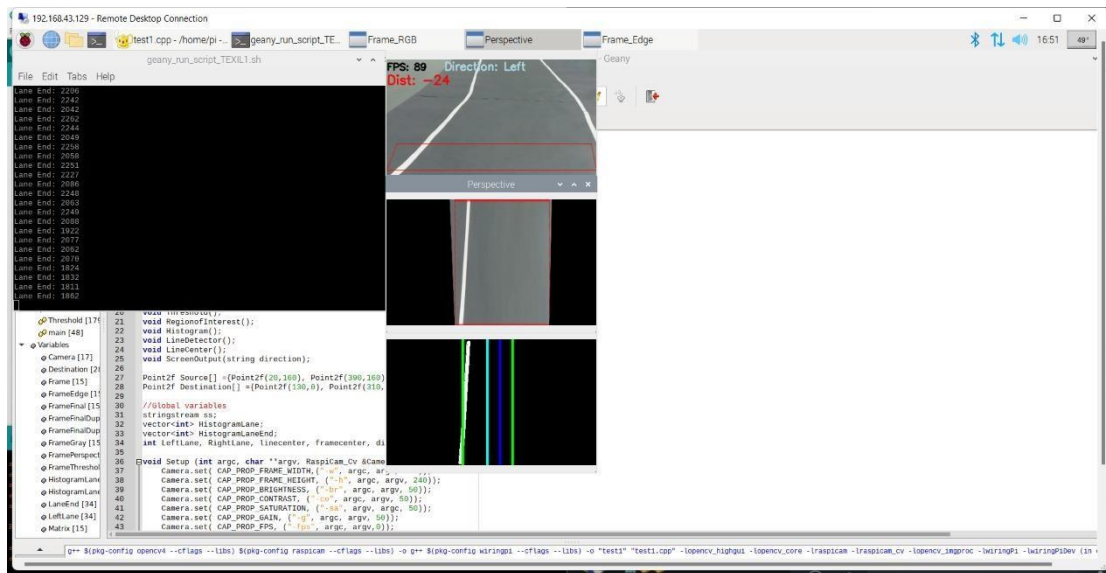 192.168.43.129 - Remote Desktop Connection
test1.cpp - /home/pi -... geany_run_script_TE... Frame_RGB Perspective Frame_Edge 16:51 49°
geany_run_script_TEXIL1.sh
- Geany
File Edit Tabs Help
FPS: 89 Direction: Left
Dist: -24
Lane End: 2206
Lane End: 2242
Lane End: 2042
Lane End: 2262
Lane End: 2244
Lane End: 2049
Lane End: 2250
Lane End: 2050
Lane End: 2251
Lane End: 2227
Lane End: 2086
Lane End: 2248
Lane End: 2063
Lane End: 2249
Lane End: 2088
Lane End: 1922
Lane End: 2077
Lane End: 2062
Lane End: 2070
Lane End: 1824
Lane End: 1832
Lane End: 1811
Lane End: 1862
Perspective
Threshold [179
main [48]
Variables
Camera [17]
Destination [28
Frame [15]
FrameEdge [15
FrameFinal [15
FrameFinalDup
FrameFinalDup
FrameGray [15
FramePerspect
FrameThreshol
HistogramLane
HistogramLane
LaneEnd [34]
LeftLane [34]
Matrix [15]
20 void Threshold();
21 void RegionofInterest();
22 void Histogram();
23 void LineDetector();
24 void LineCenter();
25 void ScreenOutput(string direction);
26
27 Point2f Source[] ={Point2f(20,160), Point2f(390,160)
28 Point2f Destination[] ={Point2f(130,0), Point2f(310,
29
30 //Global variables
31 stringstream ss;
32 vector<int> HistogramLane;
33 vector<int> HistogramLaneEnd;
34 int LeftLane, RightLane, linecenter, framecenter, di
35
36 void Setup (int argc, char **argv, RaspiCam_Cv &Came
37 Camera.set( CAP_PROP_FRAME_WIDTH, ("-w", argc, ar
38 Camera.set( CAP_PROP_FRAME_HEIGHT, ("-h", argc, argv, 240));
39 Camera.set( CAP_PROP_BRIGHTNESS, ("-br", argc, argv, 50));
40 Camera.set( CAP_PROP_CONTRAST, ("-co", argc, argv, 50));
41 Camera.set( CAP_PROP_SATURATION, ("-sa", argv, argc, 50));
42 Camera.set( CAP_PROP_GAIN, ("-g", argc, argv, 50));
43 Camera.set( CAP_PROP_FPS, ("-fps", argc, argv,0));
g++ $(pkg-config opencv4 --cflags --libs) $(pkg-config raspicam --cflags --libs) -o g++ $(pkg-config wiringpi --cflags --libs) -o "test1" "test1.cpp" -lopencv_highgui -lopencv_core -lraspicam -lraspicam_cv -lopencv_imgproc -lwiringPi -lwiringPiDev (in